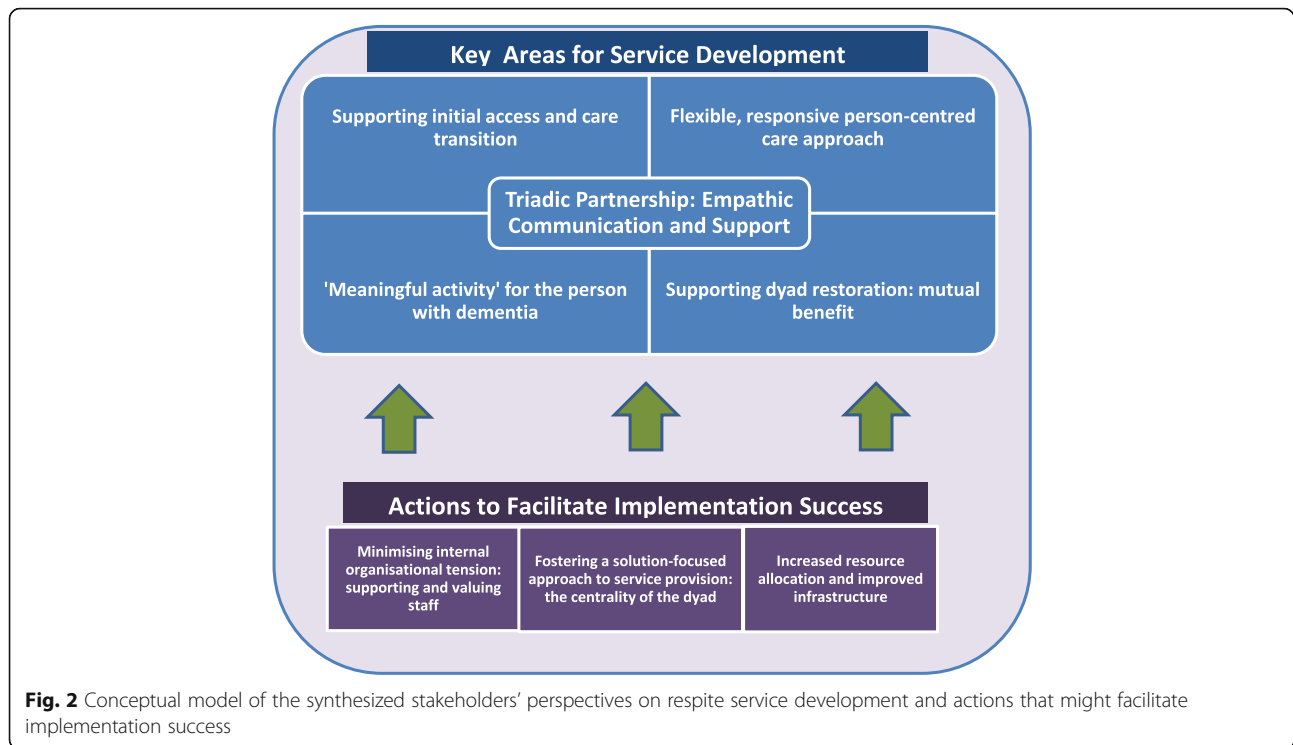 Key Areas for Service Development
Supporting initial access and care
transition
Flexible, responsive person-centred
care approach
Triadic Partnership: Empathic
Communication and Support
'Meaningful activity' for the person
with dementia
Supporting dyad restoration: mutual
benefit
Actions to Facilitate Implementation Success
Minimising internal
organisational tension:
supporting and valuing
staff
Fostering a solution-focused
approach to service provision:
the centrality of the dyad
Increased resource
allocation and improved
infrastructure
Fig. 2 Conceptual model of the synthesized stakeholders' perspectives on respite service development and actions that might facilitate
implementation success